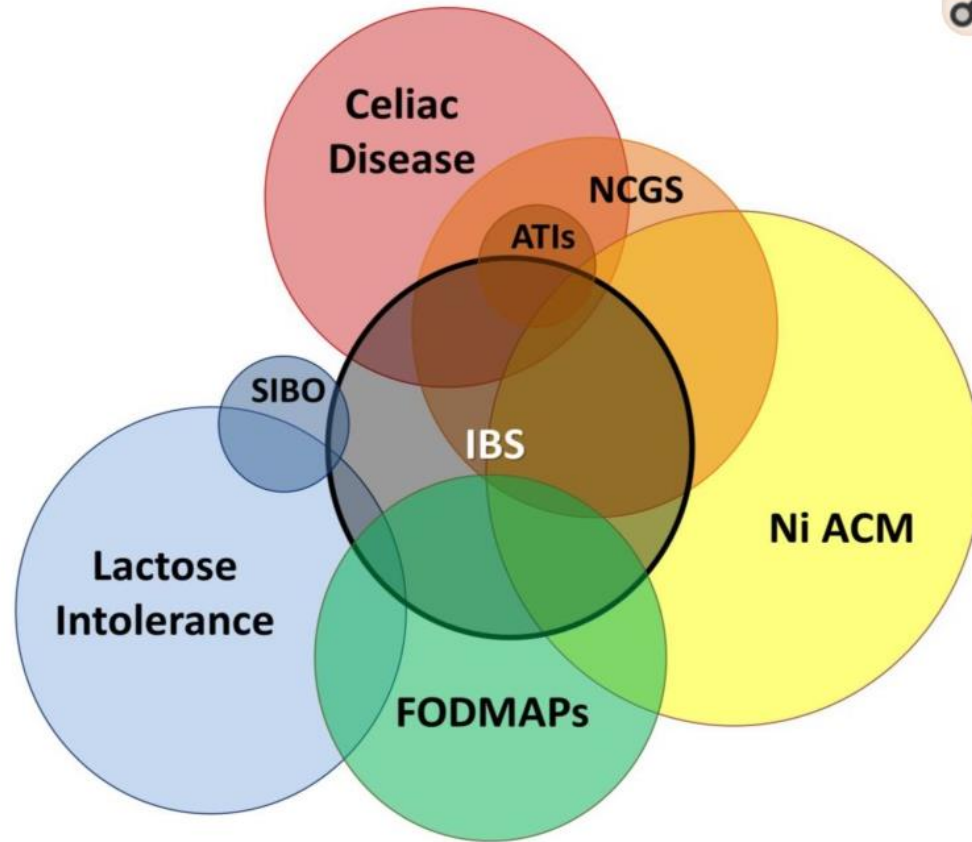 Celiac
Disease
NCGS
ATIs
SIBO
IBS
Ni ACM
Lactose
Intolerance
FODMAPs